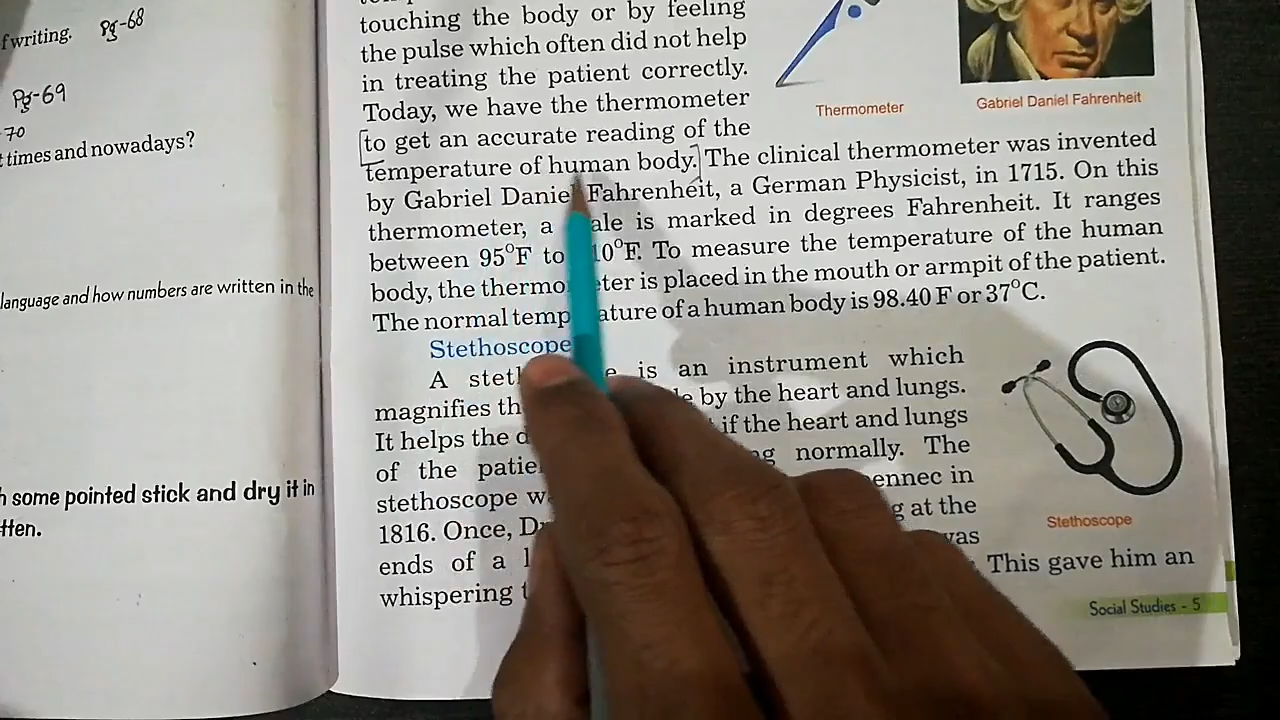 f writing. Pg-68
Pg-69
70
t times and nowadays?
language and how numbers are written in the
some pointed stick and dry it in
tten.
touching the body or by feeling
the pulse which often did not help
in treating the patient correctly.
Today, we have the thermometer
to get an accurate reading of the
temperature of human body. The clinical thermometer was invented
by Gabriel Danie Fahrenheit, a German Physicist, in 1715. On this
thermometer, a ale is marked in degrees Fahrenheit. It ranges
between 95°F to 10°F. To measure the temperature of the human
body, the thermo ter is placed in the mouth or armpit of the patient.
The normal temp ature of a human body is 98.40 F or 37°C.
Thermometer
Gabriel Daniel Fahrenheit
Stethoscope
A stet e is an instrument which
magnifies th by the heart and lungs.
It helps the d if the heart and lungs
of the patie normally. The
stethoscope w ennec in
1816. Once, D g at the
ends of a l was
whispering t This gave him an
Stethoscope
Social Studies - 5